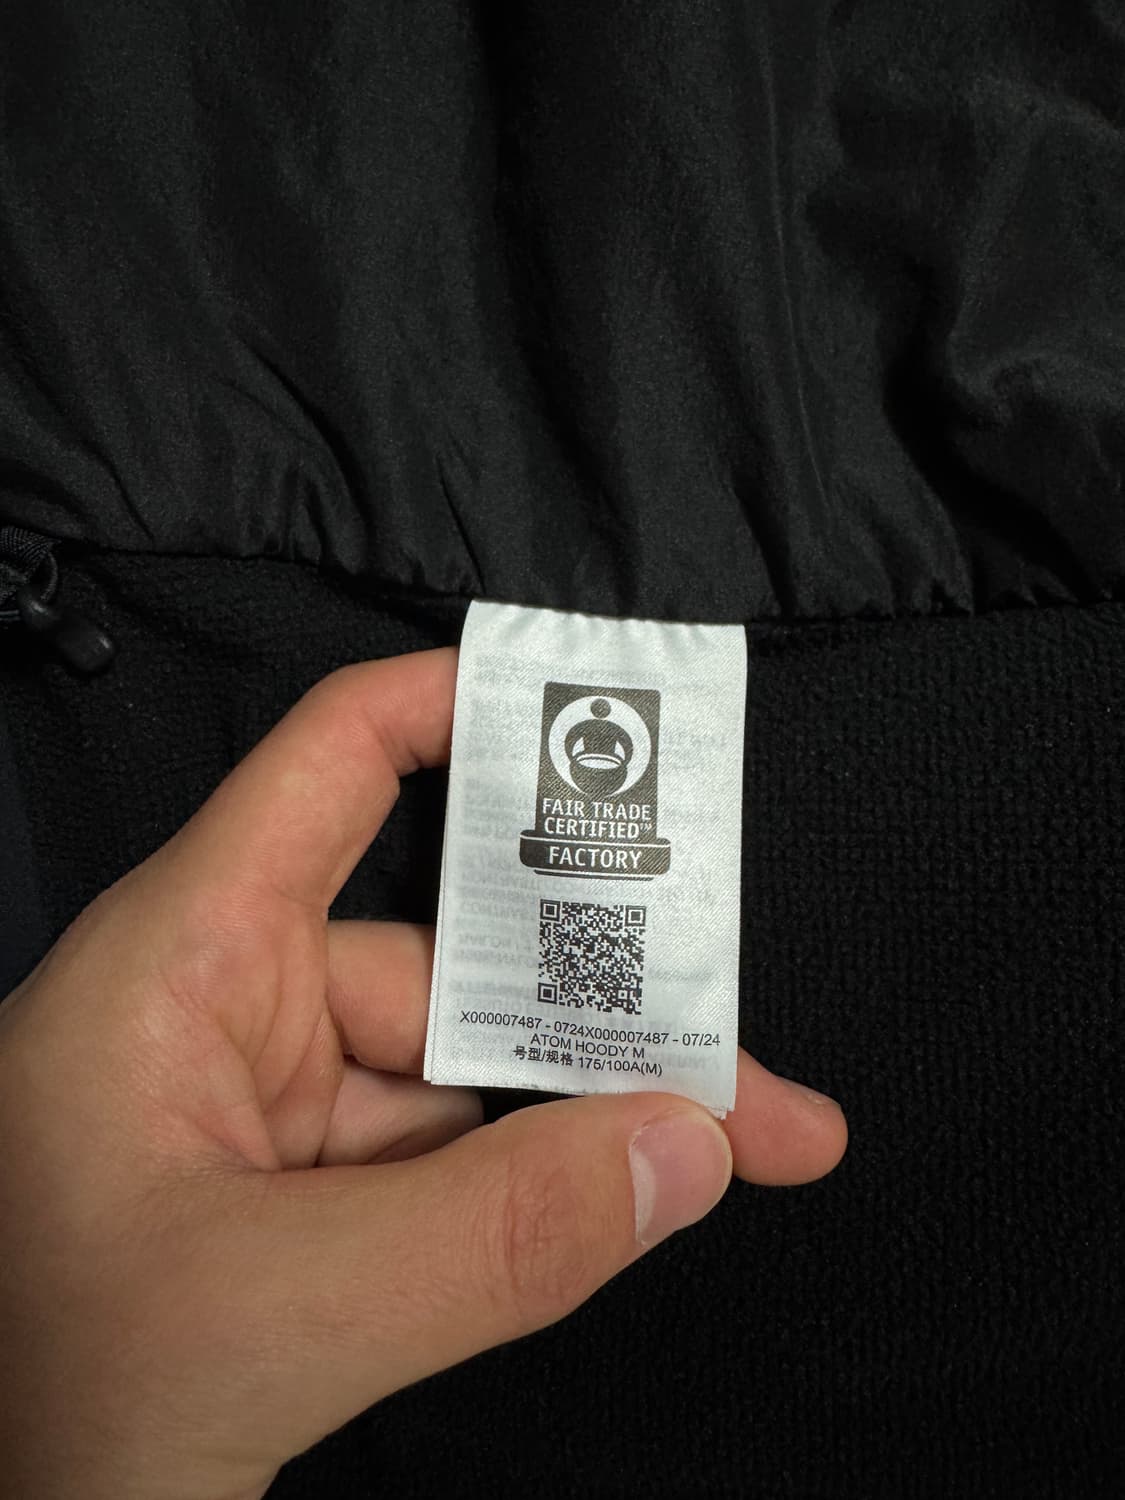 FAIR TRADE
CERTIFIED™
FACTORY
X000007487 - 0724X000007487 - 07/24
ATOM HOODY M
号型/规格 175/100A(M)